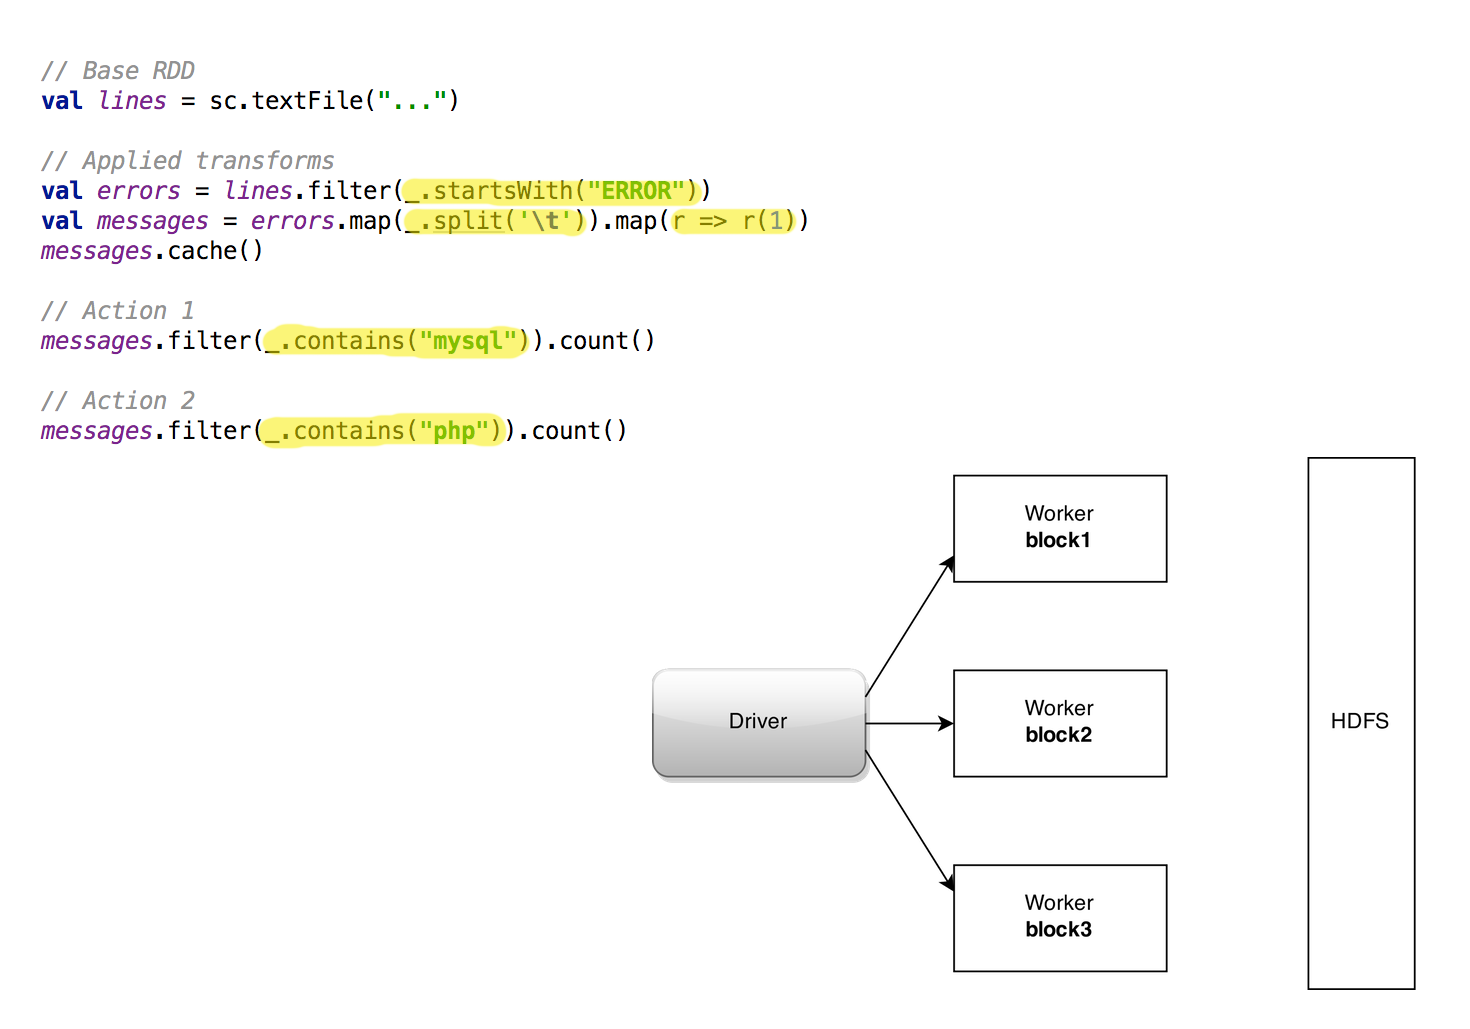 // Base RDD
val lines = sc.textFile("...")
// Applied transforms
val errors = lines.filter(_.startsWith("ERROR"))
val messages = errors.map(_.split('\t')).map(r => r(1))
messages.cache()
// Action 1
messages.filter(_.contains("mysql")).count()
// Action 2
messages.filter(_.contains("php")).count()
Worker
block1
Driver
Worker
block2
HDFS
Worker
block3